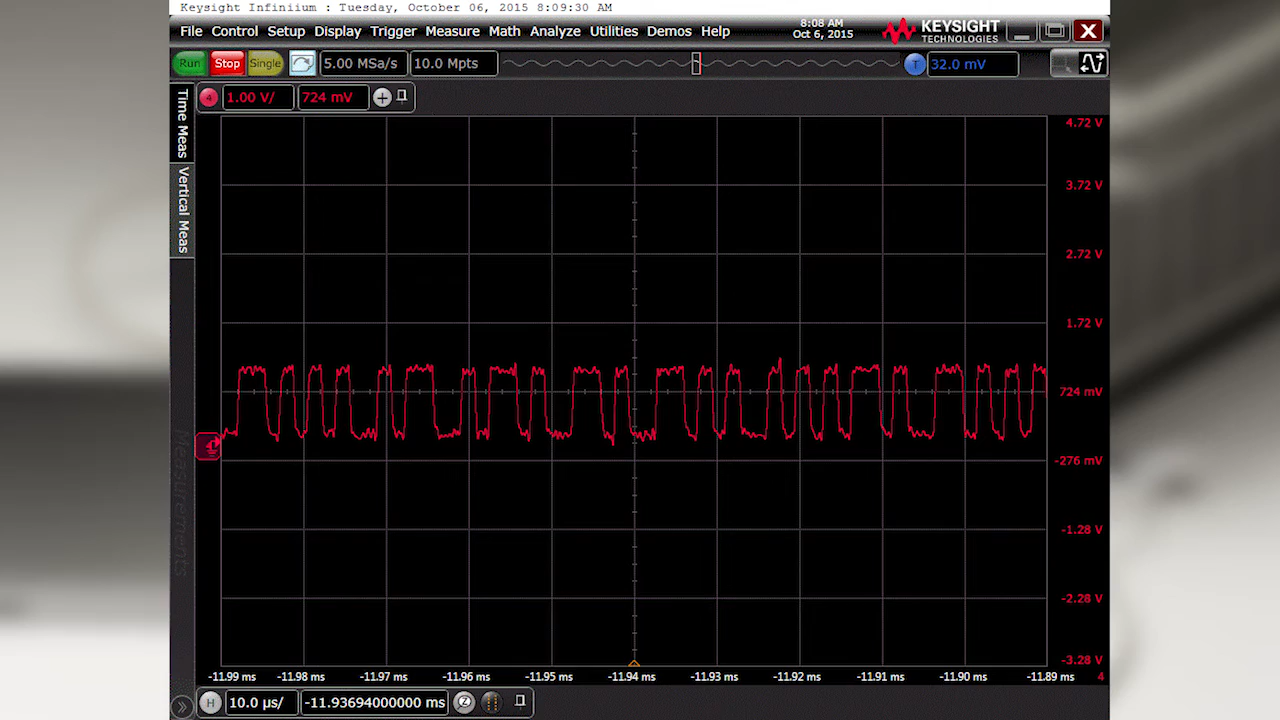 Keysight Infiniium : Tuesday, October 06, 2015 8:09:30 AM
File Control Setup Display Trigger Measure Math Analyze Utilities Demos Help
8:08 AM
Oct 6, 2015
KEYSIGHT
TECHNOLOGIES
Run Stop Single 5.00 MSa/s 10.0 Mpts T 32.0 mV
4 1.00 V/ 724 mV
Time Meas
Vertical Meas
Measurements
4.72 V
3.72 V
2.72 V
1.72 V
724 mV
-276 mV
-1.28 V
-2.28 V
-3.28 V
-11.99 ms -11.98 ms -11.97 ms -11.96 ms -11.95 ms -11.94 ms -11.93 ms -11.92 ms -11.91 ms -11.90 ms -11.89 ms 4
H 10.0 µs/ -11.93694000000 ms Z